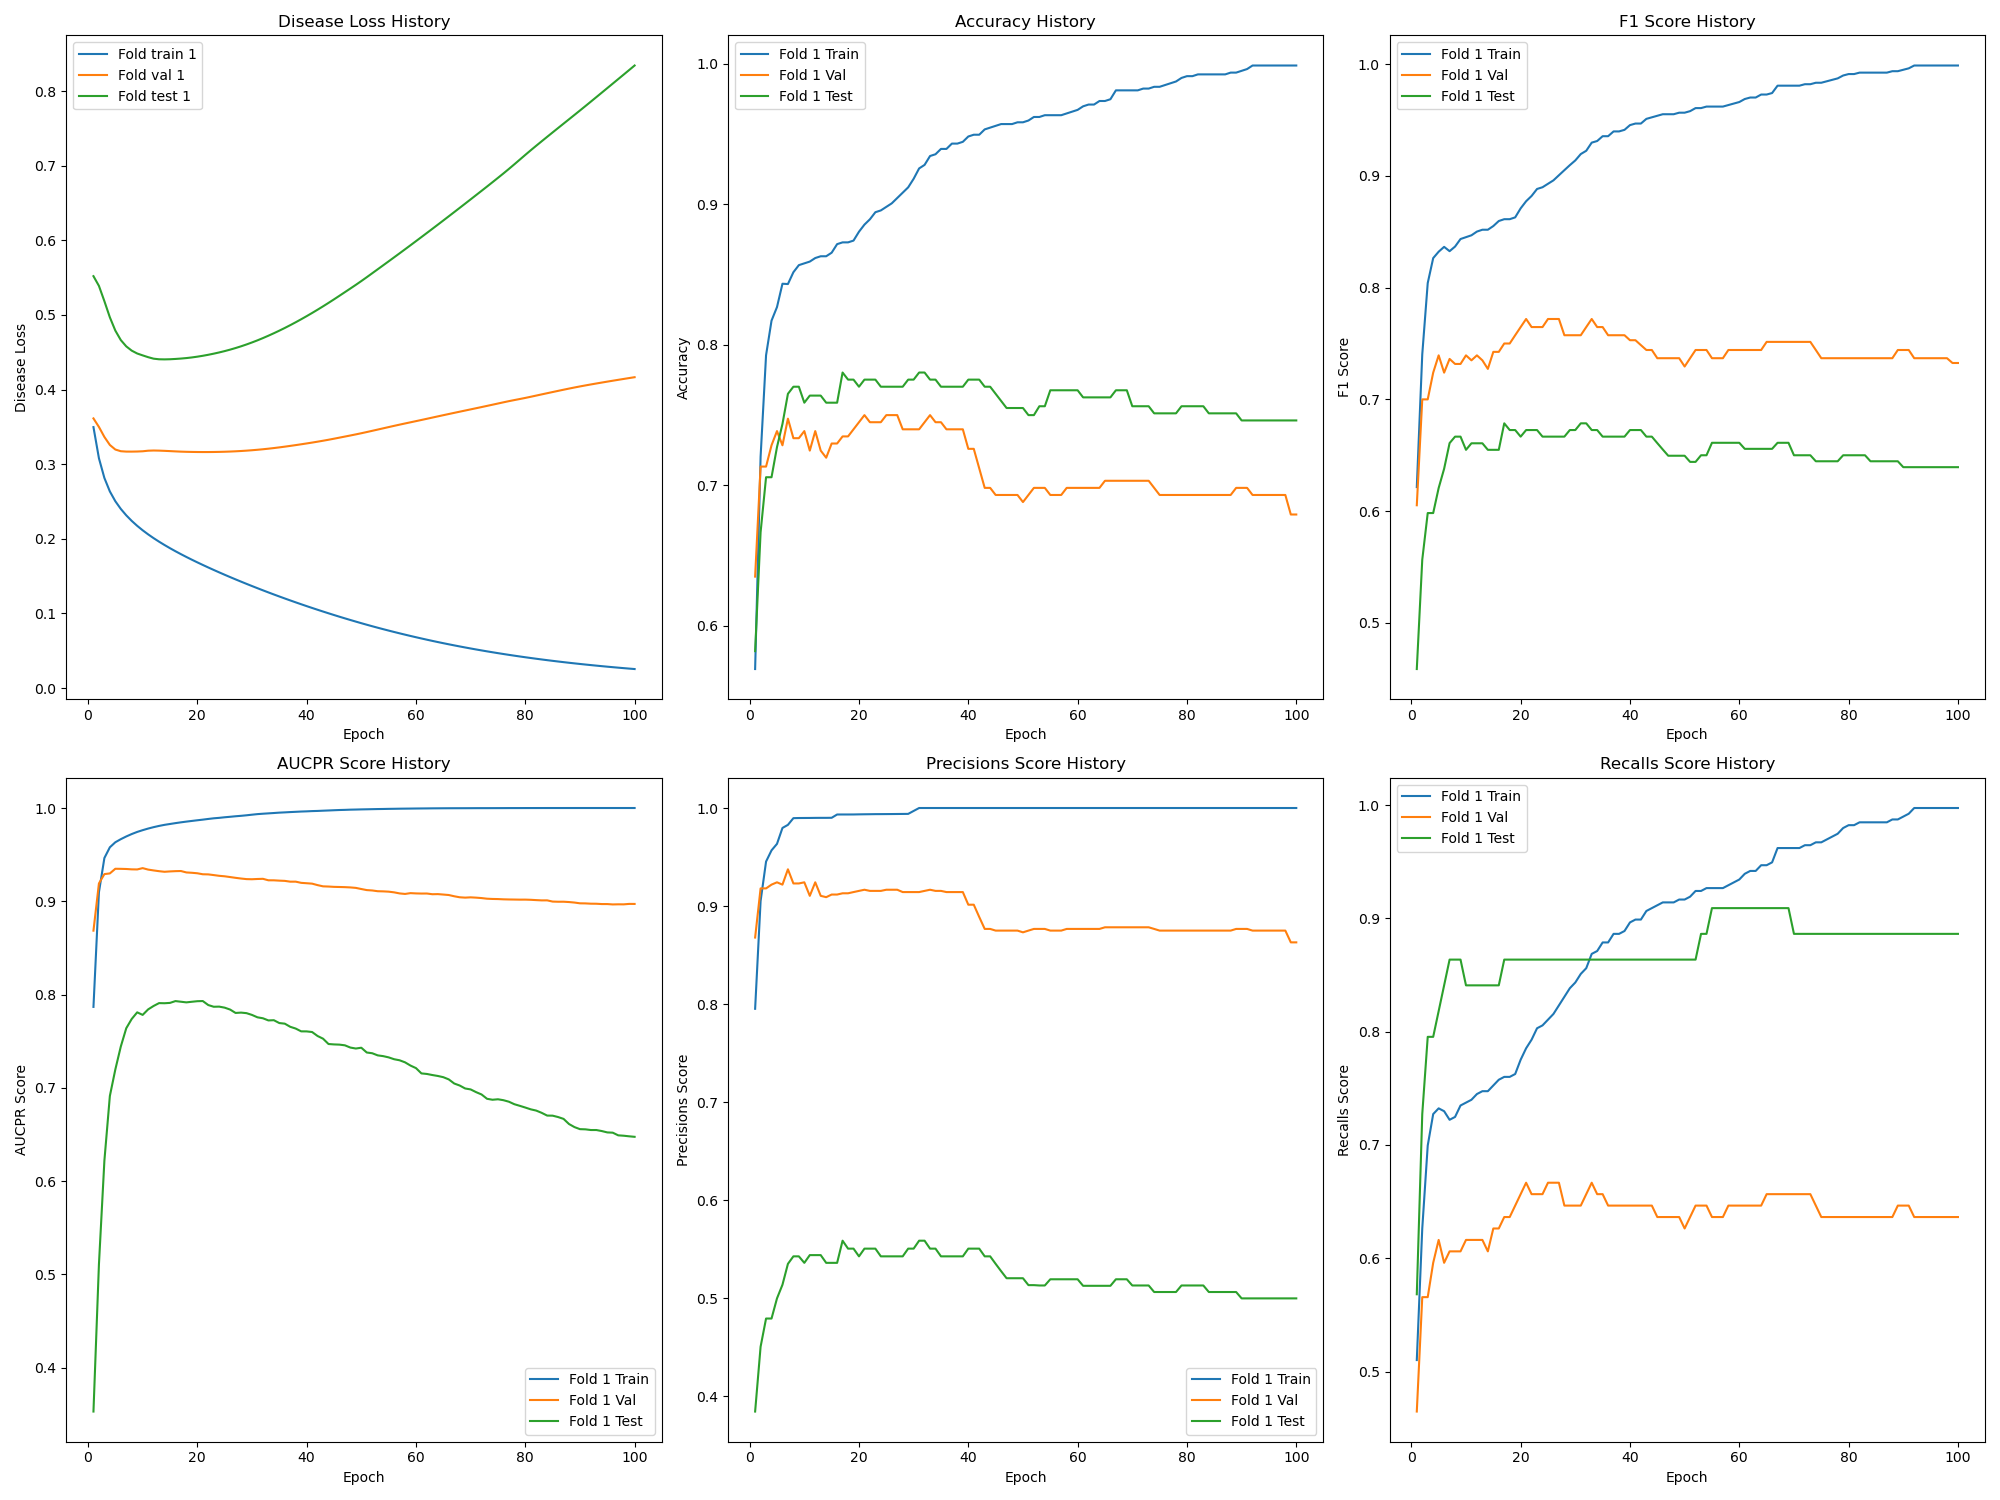 Disease Loss History
Fold train 1
Fold val 1
Fold test 1
0.8
0.7
0.6
0.5
0.4
0.3
0.2
0.1
0.0
Disease Loss
0
20
40
60
80
100
Epoch
Accuracy History
Fold 1 Train
Fold 1 Val
Fold 1 Test
1.0
0.9
0.8
0.7
0.6
Accuracy
0
20
40
60
80
100
Epoch
F1 Score History
Fold 1 Train
Fold 1 Val
Fold 1 Test
1.0
0.9
0.8
0.7
0.6
0.5
F1 Score
0
20
40
60
80
100
Epoch
AUCPR Score History
1.0
0.9
0.8
0.7
0.6
0.5
0.4
AUCPR Score
Fold 1 Train
Fold 1 Val
Fold 1 Test
0
20
40
60
80
100
Epoch
Precisions Score History
1.0
0.9
0.8
0.7
0.6
0.5
0.4
Precisions Score
Fold 1 Train
Fold 1 Val
Fold 1 Test
0
20
40
60
80
100
Epoch
Recalls Score History
Fold 1 Train
Fold 1 Val
Fold 1 Test
1.0
0.9
0.8
0.7
0.6
0.5
Recalls Score
0
20
40
60
80
100
Epoch